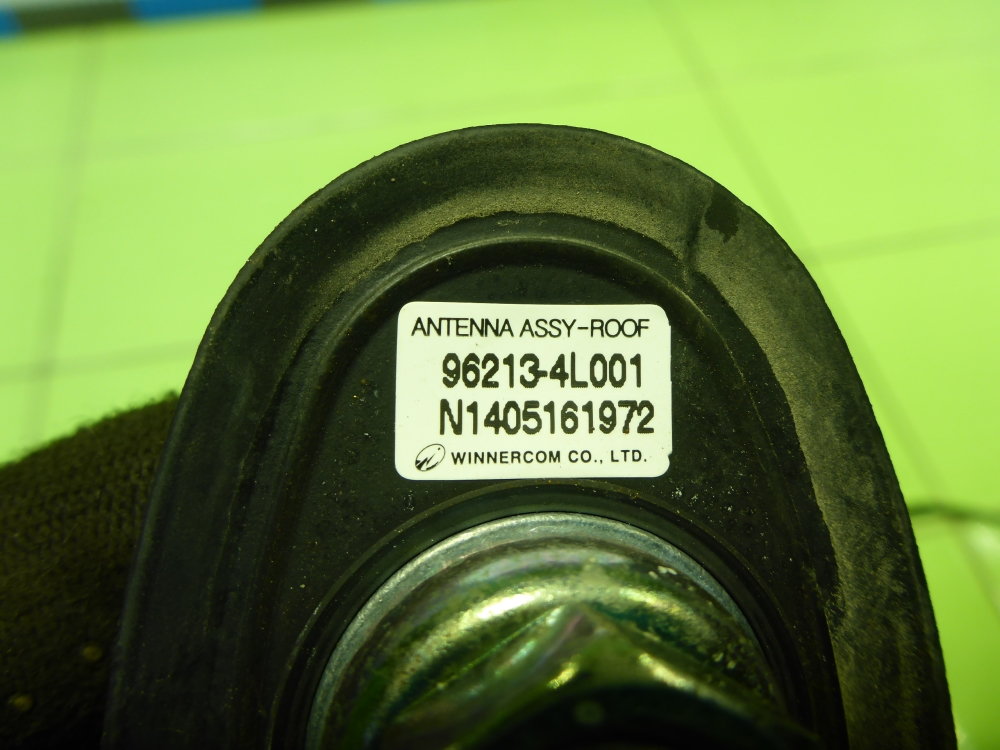 ANTENNA ASSY-ROOF
96213-4L001
N1405161972
WINNERCOM CO., LTD.